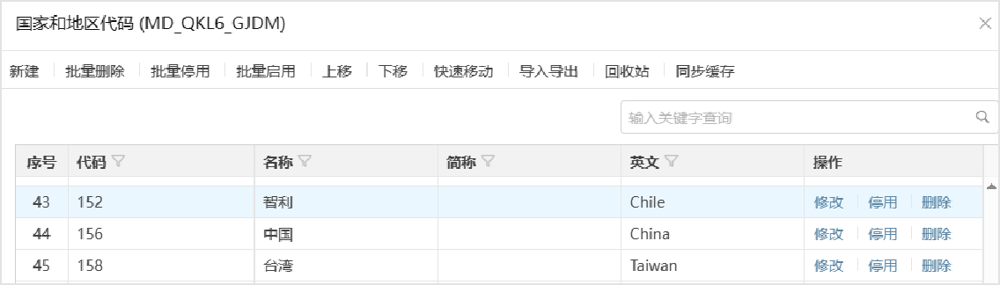 国家和地区代码 (MD_QKL6_GJDM)
新建 批量删除 批量停用 批量启用 上移 下移 快速移动 导入导出 回收站 同步缓存
输入关键字查询
序号 代码 名称 简称 英文 操作
43 152 智利 Chile 修改 停用 删除
44 156 中国 China 修改 停用 删除
45 158 台湾 Taiwan 修改 停用 删除